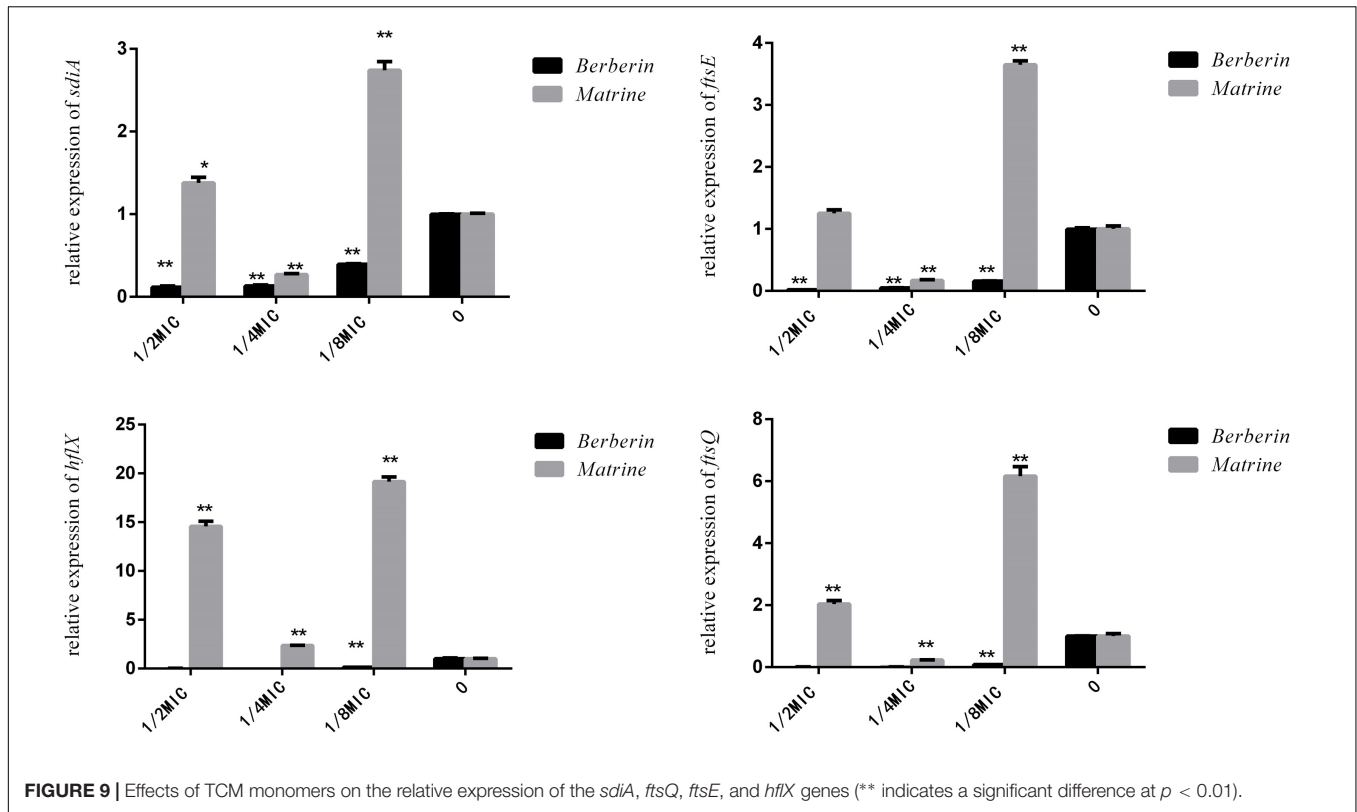 relative expression of sdiA
3
2
1
0
**
*
**
**
**
**
1/2MIC
1/4MIC
1/8MIC
0
Berberin
Matrine
relative expression of ftsE
4
3
2
1
0
**
**
**
**
**
1/2MIC
1/4MIC
1/8MIC
0
Berberin
Matrine
relative expression of hflX
25
20
15
10
5
0
**
**
**
**
1/2MIC
1/4MIC
1/8MIC
0
Berberin
Matrine
relative expression of ftsQ
8
6
4
2
0
**
**
**
**
1/2MIC
1/4MIC
1/8MIC
0
Berberin
Matrine
FIGURE 9 | Effects of TCM monomers on the relative expression of the sdiA, ftsQ, ftsE, and hflX genes (** indicates a significant difference at p < 0.01).